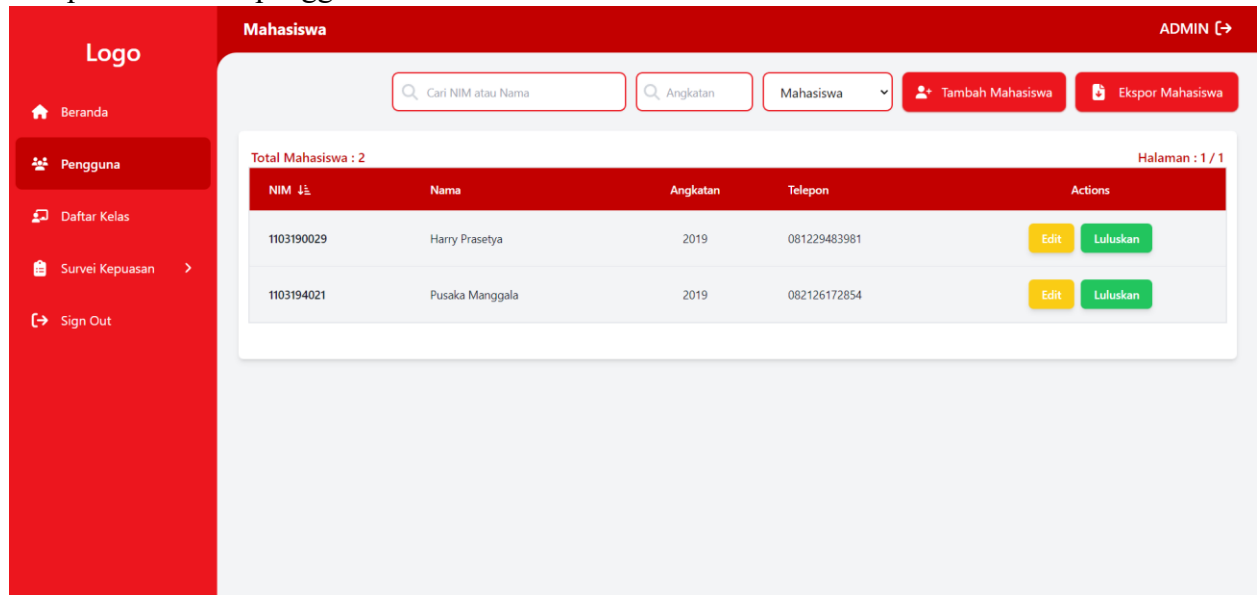 Mahasiswa
ADMIN
Logo
Cari NIM atau Nama
Angkatan
Mahasiswa
Tambah Mahasiswa
Ekspor Mahasiswa
Beranda
Pengguna
Daftar Kelas
Survei Kepuasan
Sign Out
Total Mahasiswa : 2
Halaman : 1 / 1
NIM Nama Angkatan Telepon Actions
1103190029 Harry Prasetya 2019 081229483981 Edit Luluskan
1103194021 Pusaka Manggala 2019 082126172854 Edit Luluskan